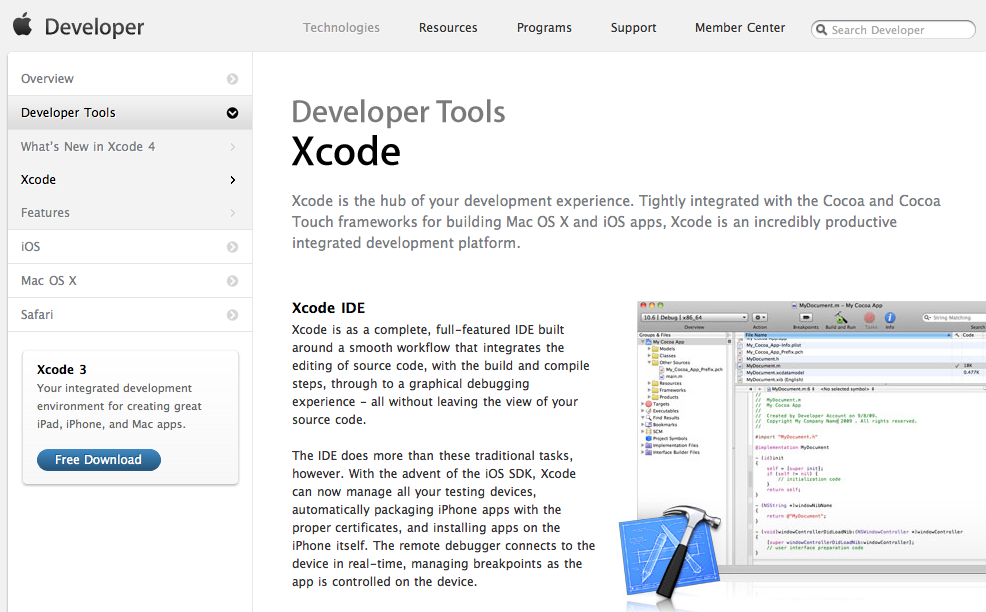 Developer
Technologies
Resources
Programs
Support
Member Center
Search Developer
Overview
Developer Tools
What's New in Xcode 4
Xcode
Features
iOS
Mac OS X
Safari
Xcode 3
Your integrated development
environment for creating great
iPad, iPhone, and Mac apps.
Free Download
Developer Tools
Xcode
Xcode is the hub of your development experience. Tightly integrated with the Cocoa and Cocoa
Touch frameworks for building Mac OS X and iOS apps, Xcode is an incredibly productive
integrated development platform.
Xcode IDE
Xcode is as a complete, full-featured IDE built
around a smooth workflow that integrates the
editing of source code, with the build and compile
steps, through to a graphical debugging
experience – all without leaving the view of your
source code.
The IDE does more than these traditional tasks,
however. With the advent of the iOS SDK, Xcode
can now manage all your testing devices,
automatically packaging iPhone apps with the
proper certificates, and installing apps on the
iPhone itself. The remote debugger connects to the
device in real-time, managing breakpoints as the
app is controlled on the device.
MyDocument.m – My Cocoa App
10.6 | Debug | x86_64
String Matching
Overview
Action
Breakpoints
Build and Run
Tasks
Info
Search
Groups & Files
File Name
Code
My Cocoa App
Models
Classes
Other Sources
My_Cocoa_App_Prefix.pch
main.m
Resources
Frameworks
Products
Targets
Executables
Find Results
Bookmarks
SCM
Project Symbols
Implementation Files
Interface Builder Files
My_Cocoa_App-Info.plist
My_Cocoa_App_Prefix.pch
MyDocument.h
MyDocument.m
18K
MyDocument.xcdatamodel
0.477K
MyDocument.xib (English)
MyDocument.m:6
<No selected symbol>
//
// MyDocument.m
// My Cocoa App
//
// Created by Developer Account on 9/8/09.
// Copyright My Company Name 2009 . All rights reserved.
//
#import "MyDocument.h"
@implementation MyDocument
- (id)init
{
self = [super init];
if (self != nil) {
// initialization code
}
return self;
}
- (NSString *)windowNibName
{
return @"MyDocument";
}
- (void)windowControllerDidLoadNib:(NSWindowController *)windowController
{
[super windowControllerDidLoadNib:windowController];
// user interface preparation code
}